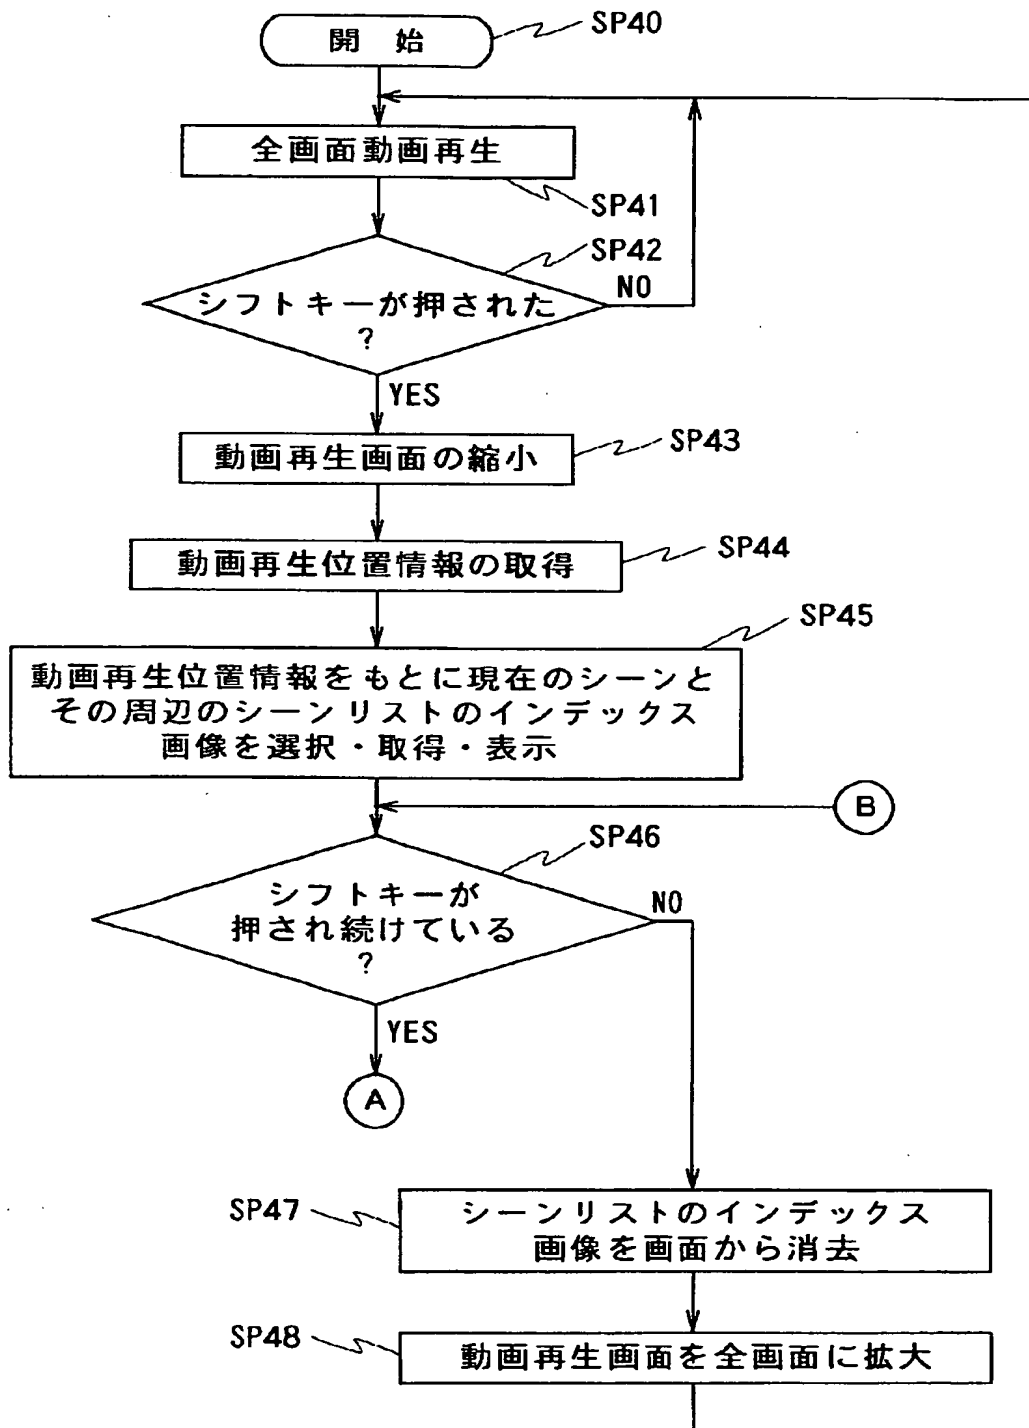 開 始
SP40
全画面動画再生
SP41
SP42
シフトキーが押された
?
NO
YES
動画再生画面の縮小
SP43
動画再生位置情報の取得
SP44
SP45
動画再生位置情報をもとに現在のシーンと
その周辺のシーンリストのインデックス
画像を選択・取得・表示
B
SP46
シフトキーが
押され続けている
?
NO
YES
A
SP47
シーンリストのインデックス
画像を画面から消去
SP48
動画再生画面を全画面に拡大